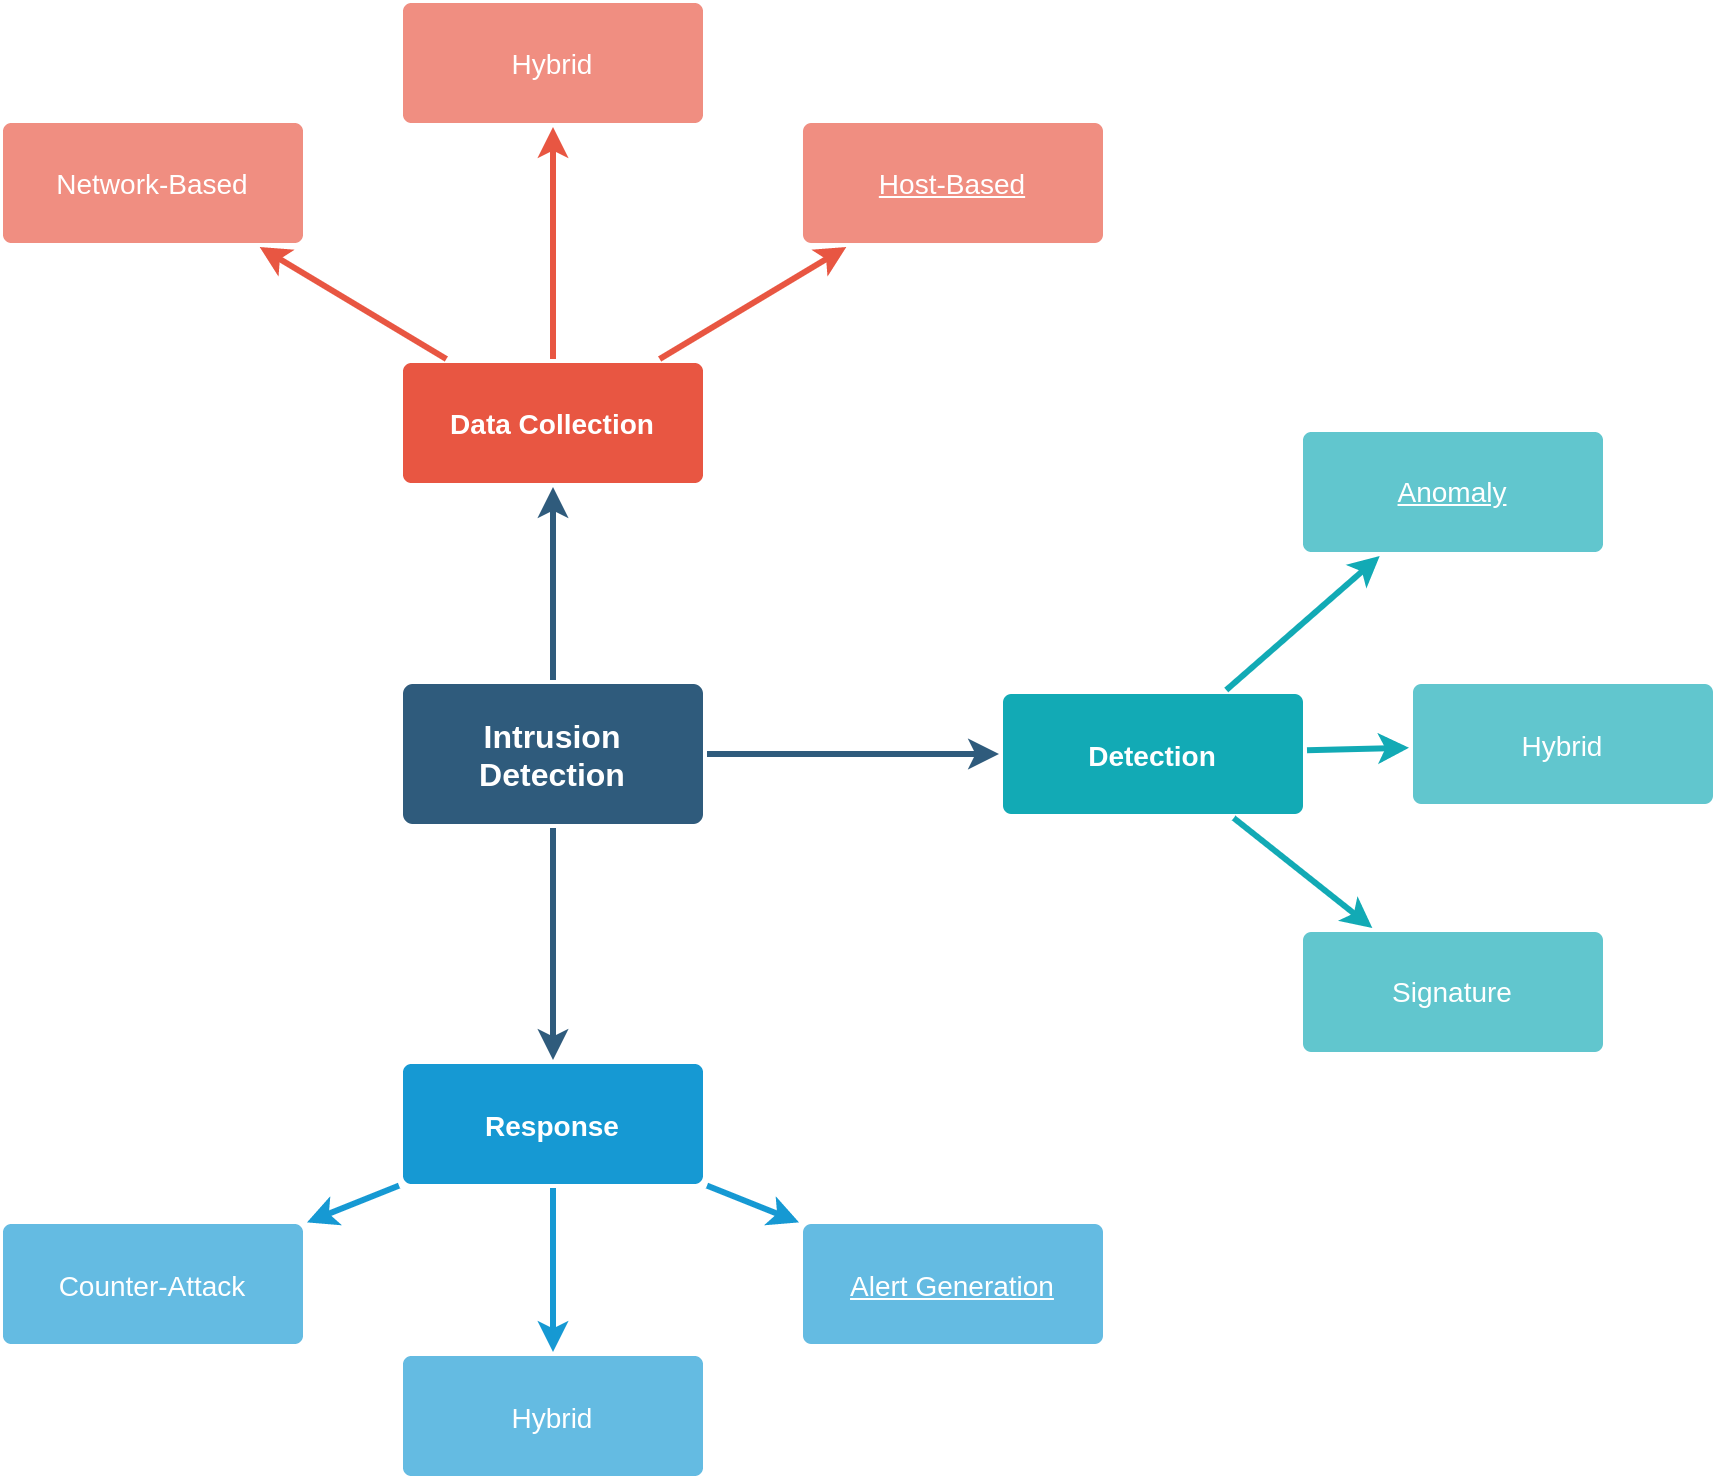 Hybrid
Network-Based
Host-Based
Data Collection
Anomaly
Intrusion
Detection
Detection
Hybrid
Signature
Response
Counter-Attack
Alert Generation
Hybrid